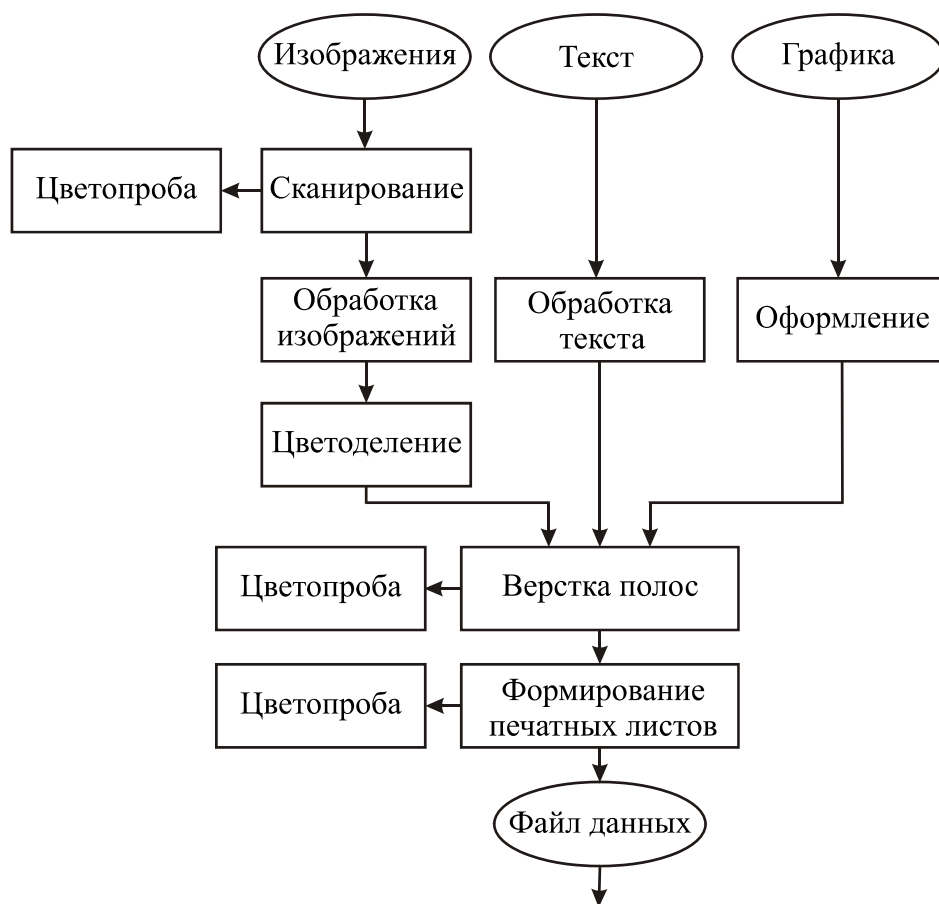 Изображения
Текст
Графика
Цветопроба
Сканирование
Обработка
изображений
Обработка
текста
Оформление
Цветоделение
Цветопроба
Верстка полос
Цветопроба
Формирование
печатных листов
Файл данных